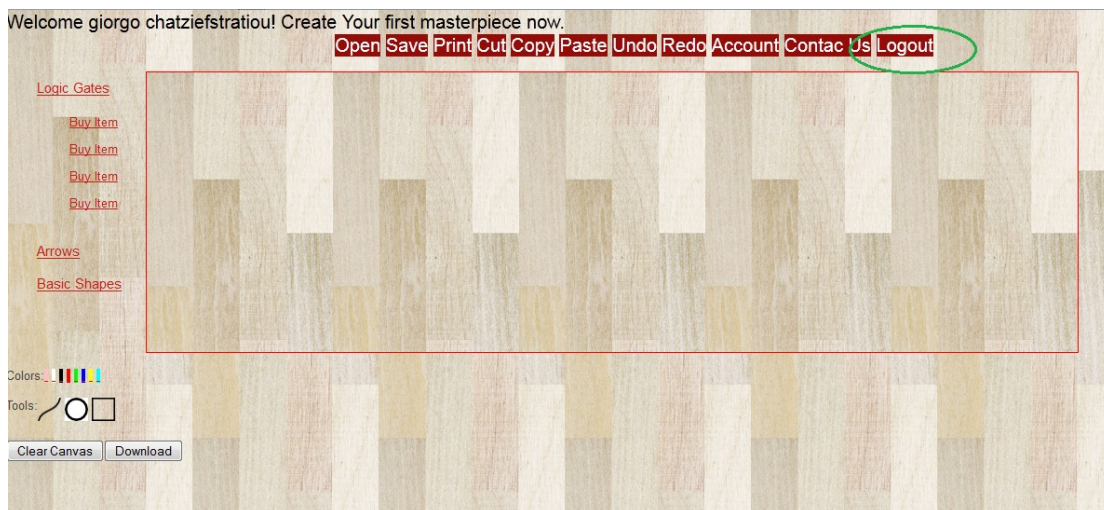 Welcome giorgo chatziefstratiou! Create Your first masterpiece now.
Open Save Print Cut Copy Paste Undo Redo Account Contac Us Logout
Logic Gates
Buy Item
Buy Item
Buy Item
Buy Item
Arrows
Basic Shapes
Colors:
Tools:
Clear Canvas Download